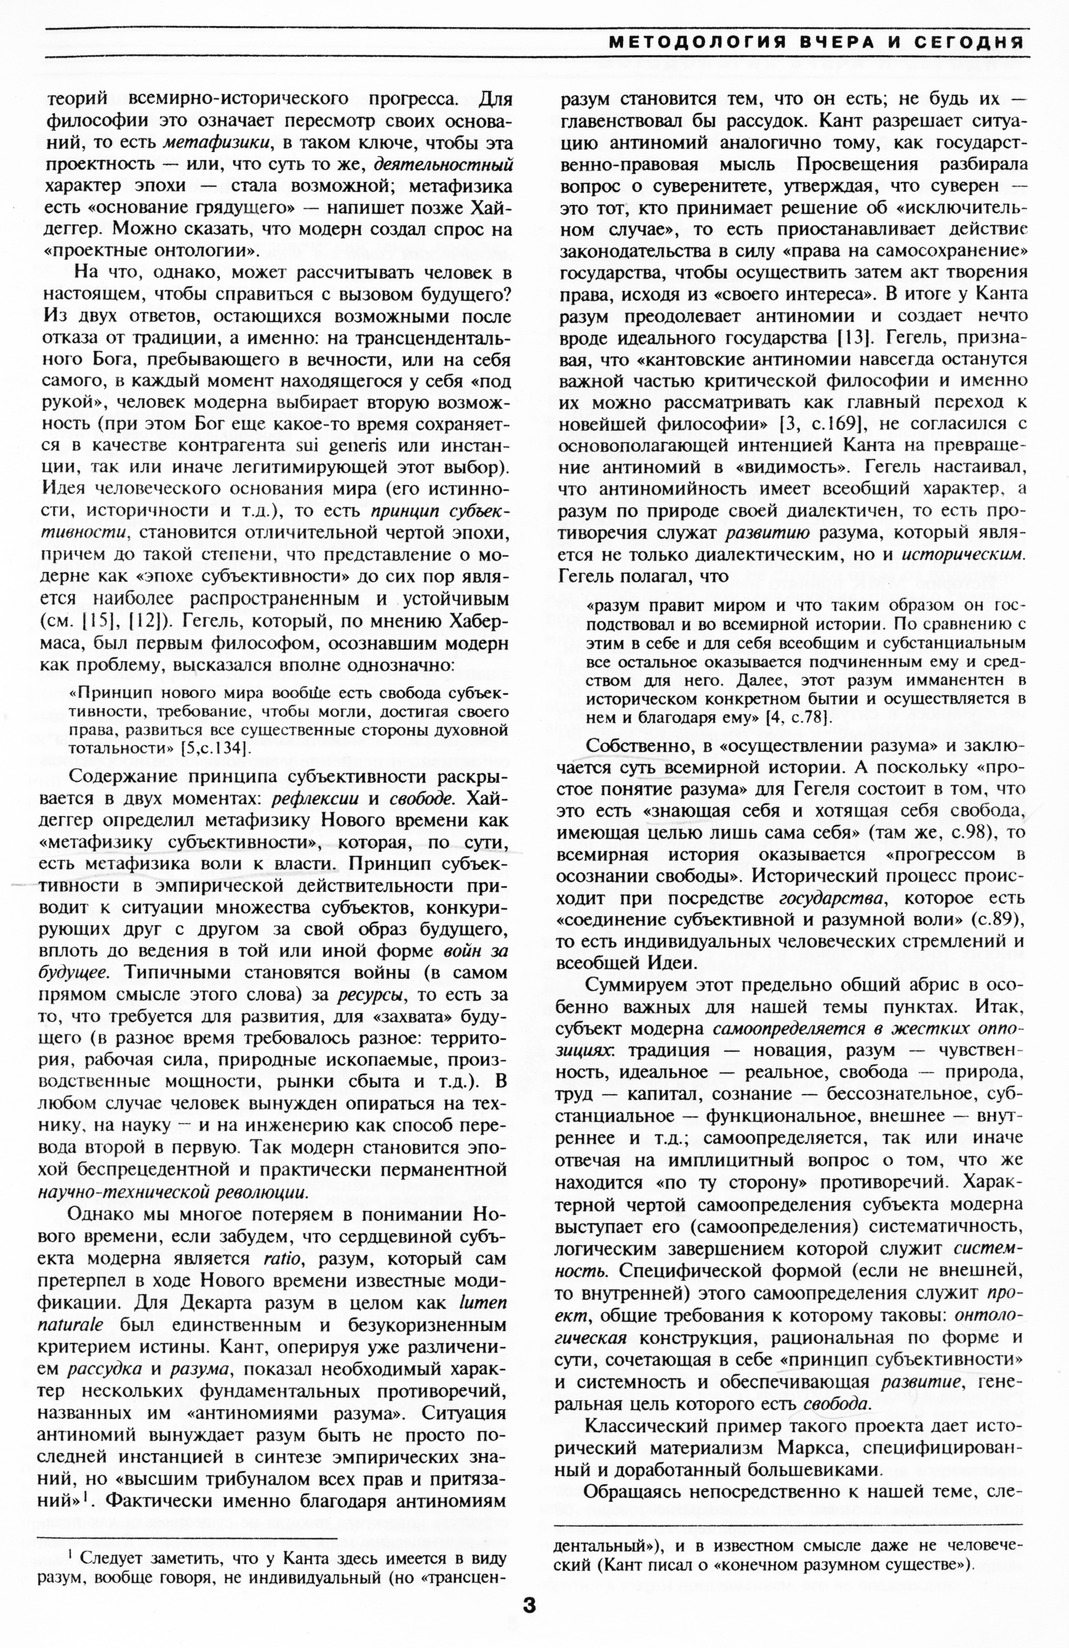 МЕТОДОЛОГИЯ ВЧЕРА И СЕГОДНЯ
теорий всемирно-исторического прогресса. Для
философии это означает пересмотр своих основа-
ний, то есть метафизики, в таком ключе, чтобы эта
проектность — или, что суть то же, деятельностный
характер эпохи — стала возможной; метафизика
есть «основание грядущего» — напишет позже Хай-
деггер. Можно сказать, что модерн создал спрос на
«проектные онтологии».
На что, однако, может рассчитывать человек в
настоящем, чтобы справиться с вызовом будущего?
Из двух ответов, остающихся возможными после
отказа от традиции, а именно: на трансценденталь-
ного Бога, пребывающего в вечности, или на себя
самого, в каждый момент находящегося у себя «под
рукой», человек модерна выбирает вторую возмож-
ность (при этом Бог еще какое-то время сохраняет-
ся в качестве контрагента sui generis или инстан-
ции, так или иначе легитимирующей этот выбор).
Идея человеческого основания мира (его истинно-
сти, историчности и т.д.), то есть принцип субъек-
тивности, становится отличительной чертой эпохи,
причем до такой степени, что представление о мо-
дерне как «эпохе субъективности» до сих пор явля-
ется наиболее распространенным и устойчивым
(см. [15], [12]). Гегель, который, по мнению Хабер-
маса, был первым философом, осознавшим модерн
как проблему, высказался вполне однозначно:
«Принцип нового мира вообще есть свобода субъек-
тивности, требование, чтобы могли, достигая своего
права, развиться все существенные стороны духовной
тотальности» [5,с.134].
Содержание принципа субъективности раскры-
вается в двух моментах: рефлексии и свободе. Хай-
деггер определил метафизику Нового времени как
«метафизику субъективности», которая, по сути,
есть метафизика воли к власти. Принцип субъек-
тивности в эмпирической действительности при-
водит к ситуации множества субъектов, конкури-
рующих друг с другом за свой образ будущего,
вплоть до ведения в той или иной форме войн за
будущее. Типичными становятся войны (в самом
прямом смысле этого слова) за ресурсы, то есть за
то, что требуется для развития, для «захвата» буду-
щего (в разное время требовалось разное: террито-
рия, рабочая сила, природные ископаемые, произ-
водственные мощности, рынки сбыта и т.д.). В
любом случае человек вынужден опираться на тех-
нику, на науку — и на инженерию как способ пере-
вода второй в первую. Так модерн становится эпо-
хой беспрецедентной и практически перманентной
научно-технической революции.
Однако мы многое потеряем в понимании Но-
вого времени, если забудем, что сердцевиной субъ-
екта модерна является ratio, разум, который сам
претерпел в ходе Нового времени известные моди-
фикации. Для Декарта разум в целом как lumen
naturale был единственным и безукоризненным
критерием истины. Кант, оперируя уже различени-
ем рассудка и разума, показал необходимый харак-
тер нескольких фундаментальных противоречий,
названных им «антиномиями разума». Ситуация
антиномий вынуждает разум быть не просто по-
следней инстанцией в синтезе эмпирических зна-
ний, но «высшим трибуналом всех прав и притяза-
ний»¹. Фактически именно благодаря антиномиям
¹ Следует заметить, что у Канта здесь имеется в виду
разум, вообще говоря, не индивидуальный (но «трансцен-
разум становится тем, что он есть; не будь их —
главенствовал бы рассудок. Кант разрешает ситуа-
цию антиномий аналогично тому, как государст-
венно-правовая мысль Просвещения разбирала
вопрос о суверенитете, утверждая, что суверен —
это тот, кто принимает решение об «исключитель-
ном случае», то есть приостанавливает действие
законодательства в силу «права на самосохранение»
государства, чтобы осуществить затем акт творения
права, исходя из «своего интереса». В итоге у Канта
разум преодолевает антиномии и создает нечто
вроде идеального государства [13]. Гегель, призна-
вая, что «кантовские антиномии навсегда останутся
важной частью критической философии и именно
их можно рассматривать как главный переход к
новейшей философии» [3, с.169], не согласился с
основополагающей интенцией Канта на превраще-
ние антиномий в «видимость». Гегель настаивал,
что антиномийность имеет всеобщий характер, а
разум по природе своей диалектичен, то есть про-
тиворечия служат развитию разума, который явля-
ется не только диалектическим, но и историческим.
Гегель полагал, что
«разум правит миром и что таким образом он гос-
подствовал и во всемирной истории. По сравнению с
этим в себе и для себя всеобщим и субстанциальным
все остальное оказывается подчиненным ему и сред-
ством для него. Далее, этот разум имманентен в
историческом конкретном бытии и осуществляется в
нем и благодаря ему» [4, с.78].
Собственно, в «осуществлении разума» и заклю-
чается суть всемирной истории. А поскольку «про-
стое понятие разума» для Гегеля состоит в том, что
это есть «знающая себя и хотящая себя свобода,
имеющая целью лишь сама себя» (там же, с.98), то
всемирная история оказывается «прогрессом в
осознании свободы». Исторический процесс проис-
ходит при посредстве государства, которое есть
«соединение субъективной и разумной воли» (с.89),
то есть индивидуальных человеческих стремлений и
всеобщей Идеи.
Суммируем этот предельно общий абрис в осо-
бенно важных для нашей темы пунктах. Итак,
субъект модерна самоопределяется в жестких оппо-
зициях: традиция — новация, разум — чувствен-
ность, идеальное — реальное, свобода — природа,
труд — капитал, сознание — бессознательное, суб-
станциальное — функциональное, внешнее — внут-
реннее и т.д.; самоопределяется, так или иначе
отвечая на имплицитный вопрос о том, что же
находится «по ту сторону» противоречий. Харак-
терной чертой самоопределения субъекта модерна
выступает его (самоопределения) систематичность,
логическим завершением которой служит систем-
ность. Специфической формой (если не внешней,
то внутренней) этого самоопределения служит про-
ект, общие требования к которому таковы: онтоло-
гическая конструкция, рациональная по форме и
сути, сочетающая в себе «принцип субъективности»
и системность и обеспечивающая развитие, гене-
ральная цель которого есть свобода.
Классический пример такого проекта дает исто-
рический материализм Маркса, специфицирован-
ный и доработанный большевиками.
Обращаясь непосредственно к нашей теме, сле-
дентальный»), и в известном смысле даже не человече-
ский (Кант писал о «конечном разумном существе»).
3